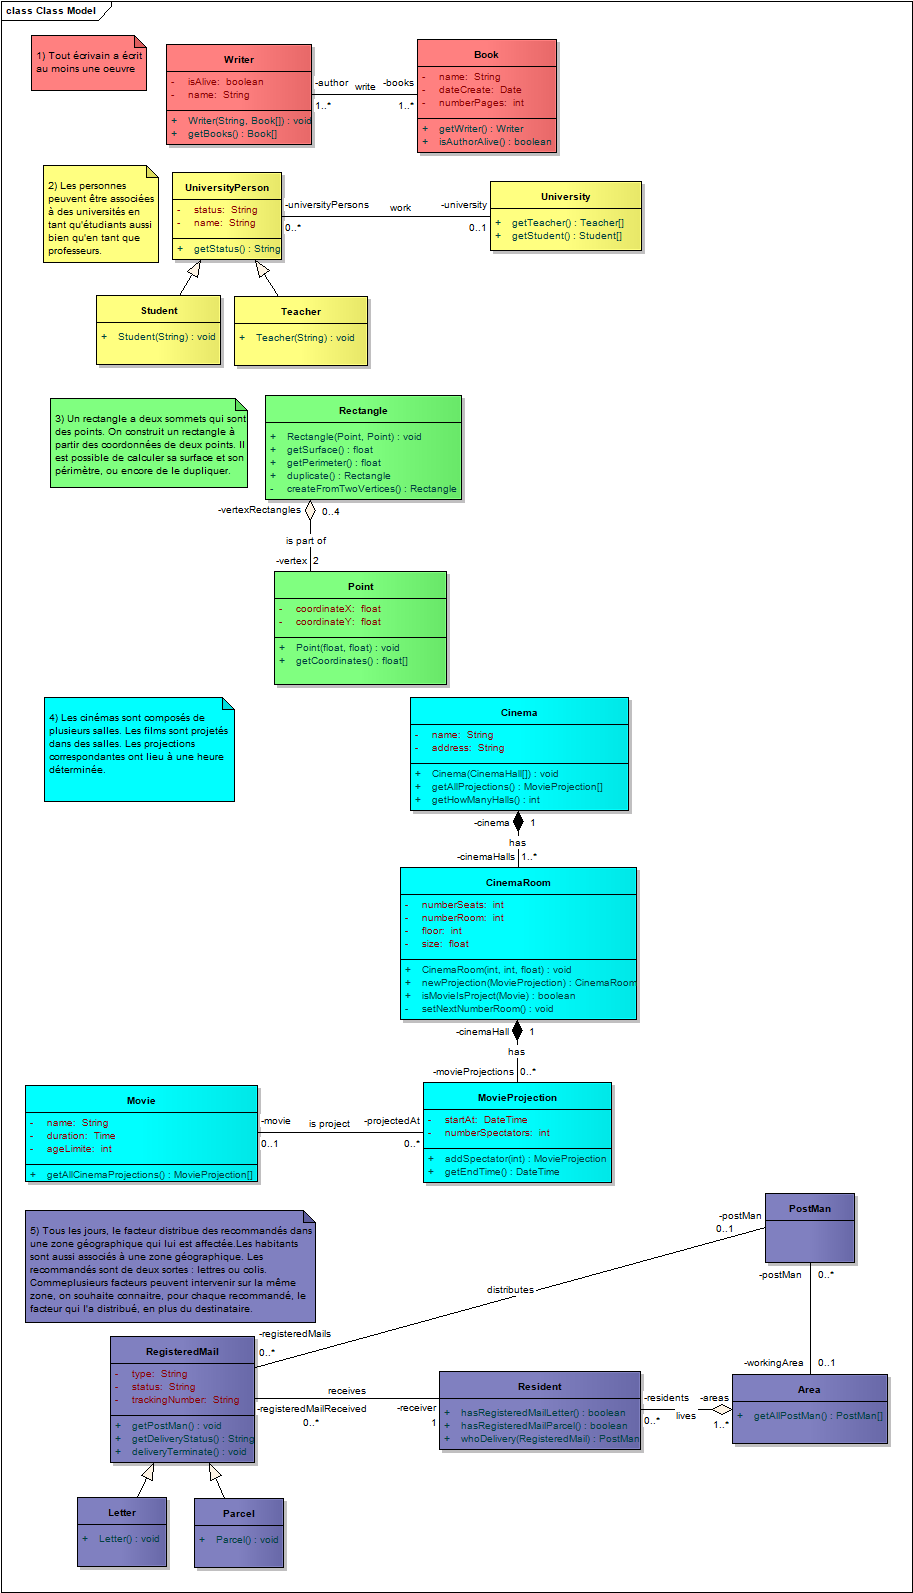 class Class Model
1) Tout écrivain a écrit
au moins une oeuvre
Writer
- isAlive: boolean
- name: String
+ Writer(String, Book[]) : void
+ getBooks() : Book[]
-author
write
-books
1..*
1..*
Book
- name: String
- dateCreate: Date
- numberPages: int
+ getWriter() : Writer
+ isAuthorAlive() : boolean
2) Les personnes
peuvent être associées
à des universités en
tant qu'étudiants aussi
bien qu'en tant que
professeurs.
UniversityPerson
- status: String
- name: String
+ getStatus() : String
-universityPersons
work
-university
0..*
0..1
University
+ getTeacher() : Teacher[]
+ getStudent() : Student[]
Student
+ Student(String) : void
Teacher
+ Teacher(String) : void
3) Un rectangle a deux sommets qui sont
des points. On construit un rectangle à
partir des coordonnées de deux points. Il
est possible de calculer sa surface et son
périmètre, ou encore de le dupliquer.
Rectangle
+ Rectangle(Point, Point) : void
+ getSurface() : float
+ getPerimeter() : float
+ duplicate() : Rectangle
- createFromTwoVertices() : Rectangle
-vertexRectangles
0..4
is part of
-vertex
2
Point
- coordinateX: float
- coordinateY: float
+ Point(float, float) : void
+ getCoordinates() : float[]
4) Les cinémas sont composés de
plusieurs salles. Les films sont projetés
dans des salles. Les projections
correspondantes ont lieu à une heure
déterminée.
Cinema
- name: String
- address: String
+ Cinema(CinemaHall[]) : void
+ getAllProjections() : MovieProjection[]
+ getHowManyHalls() : int
-cinema
1
has
-cinemaHalls
1..*
CinemaRoom
- numberSeats: int
- numberRoom: int
- floor: int
- size: float
+ CinemaRoom(int, int, float) : void
+ newProjection(MovieProjection) : CinemaRoom
+ isMovieIsProject(Movie) : boolean
- setNextNumberRoom() : void
-cinemaHall
1
has
-movieProjections
0..*
Movie
- name: String
- duration: Time
- ageLimite: int
+ getAllCinemaProjections() : MovieProjection[]
-movie
is project
-projectedAt
0..1
0..*
MovieProjection
- startAt: DateTime
- numberSpectators: int
+ addSpectator(int) : MovieProjection
+ getEndTime() : DateTime
5) Tous les jours, le facteur distribue des recommandés dans
une zone géographique qui lui est affectée.Les habitants
sont aussi associés à une zone géographique. Les
recommandés sont de deux sortes : lettres ou colis.
Commeplusieurs facteurs peuvent intervenir sur la même
zone, on souhaite connaitre, pour chaque recommandé, le
facteur qui l'a distribué, en plus du destinataire.
PostMan
-postMan
0..1
distributes
-registeredMails
0..*
-postMan
0..*
-workingArea
0..1
RegisteredMail
- type: String
- status: String
- trackingNumber: String
+ getPostMan() : void
+ getDeliveryStatus() : String
+ deliveryTerminate() : void
receives
-registeredMailReceived
0..*
-receiver
1
Resident
+ hasRegisteredMailLetter() : boolean
+ hasRegisteredMailParcel() : boolean
+ whoDelivery(RegisteredMail) : PostMan
-residents
0..*
lives
-areas
1..*
Area
+ getAllPostMan() : PostMan[]
Letter
+ Letter() : void
Parcel
+ Parcel() : void